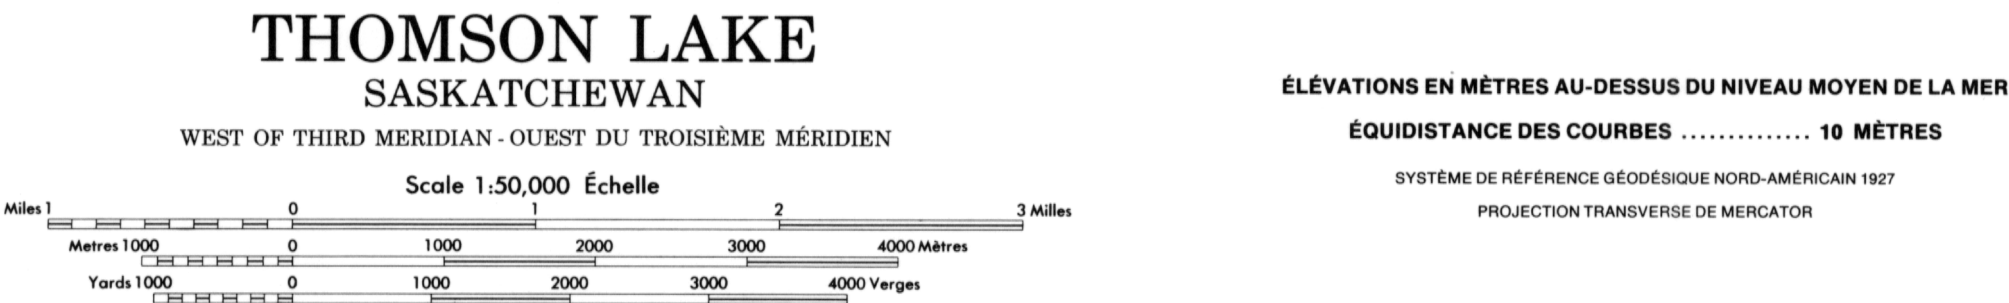 THOMSON LAKE
SASKATCHEWAN
WEST OF THIRD MERIDIAN - OUEST DU TROISIÈME MÉRIDIEN
Scale 1:50,000 Échelle
Miles 1 0 1 2 3 Milles
Metres 1000 0 1000 2000 3000 4000 Mètres
Yards 1000 0 1000 2000 3000 4000 Verges
ÉLÉVATIONS EN MÈTRES AU-DESSUS DU NIVEAU MOYEN DE LA MER
ÉQUIDISTANCE DES COURBES .............. 10 MÈTRES
SYSTÈME DE RÉFÉRENCE GÉODÉSIQUE NORD-AMÉRICAIN 1927
PROJECTION TRANSVERSE DE MERCATOR